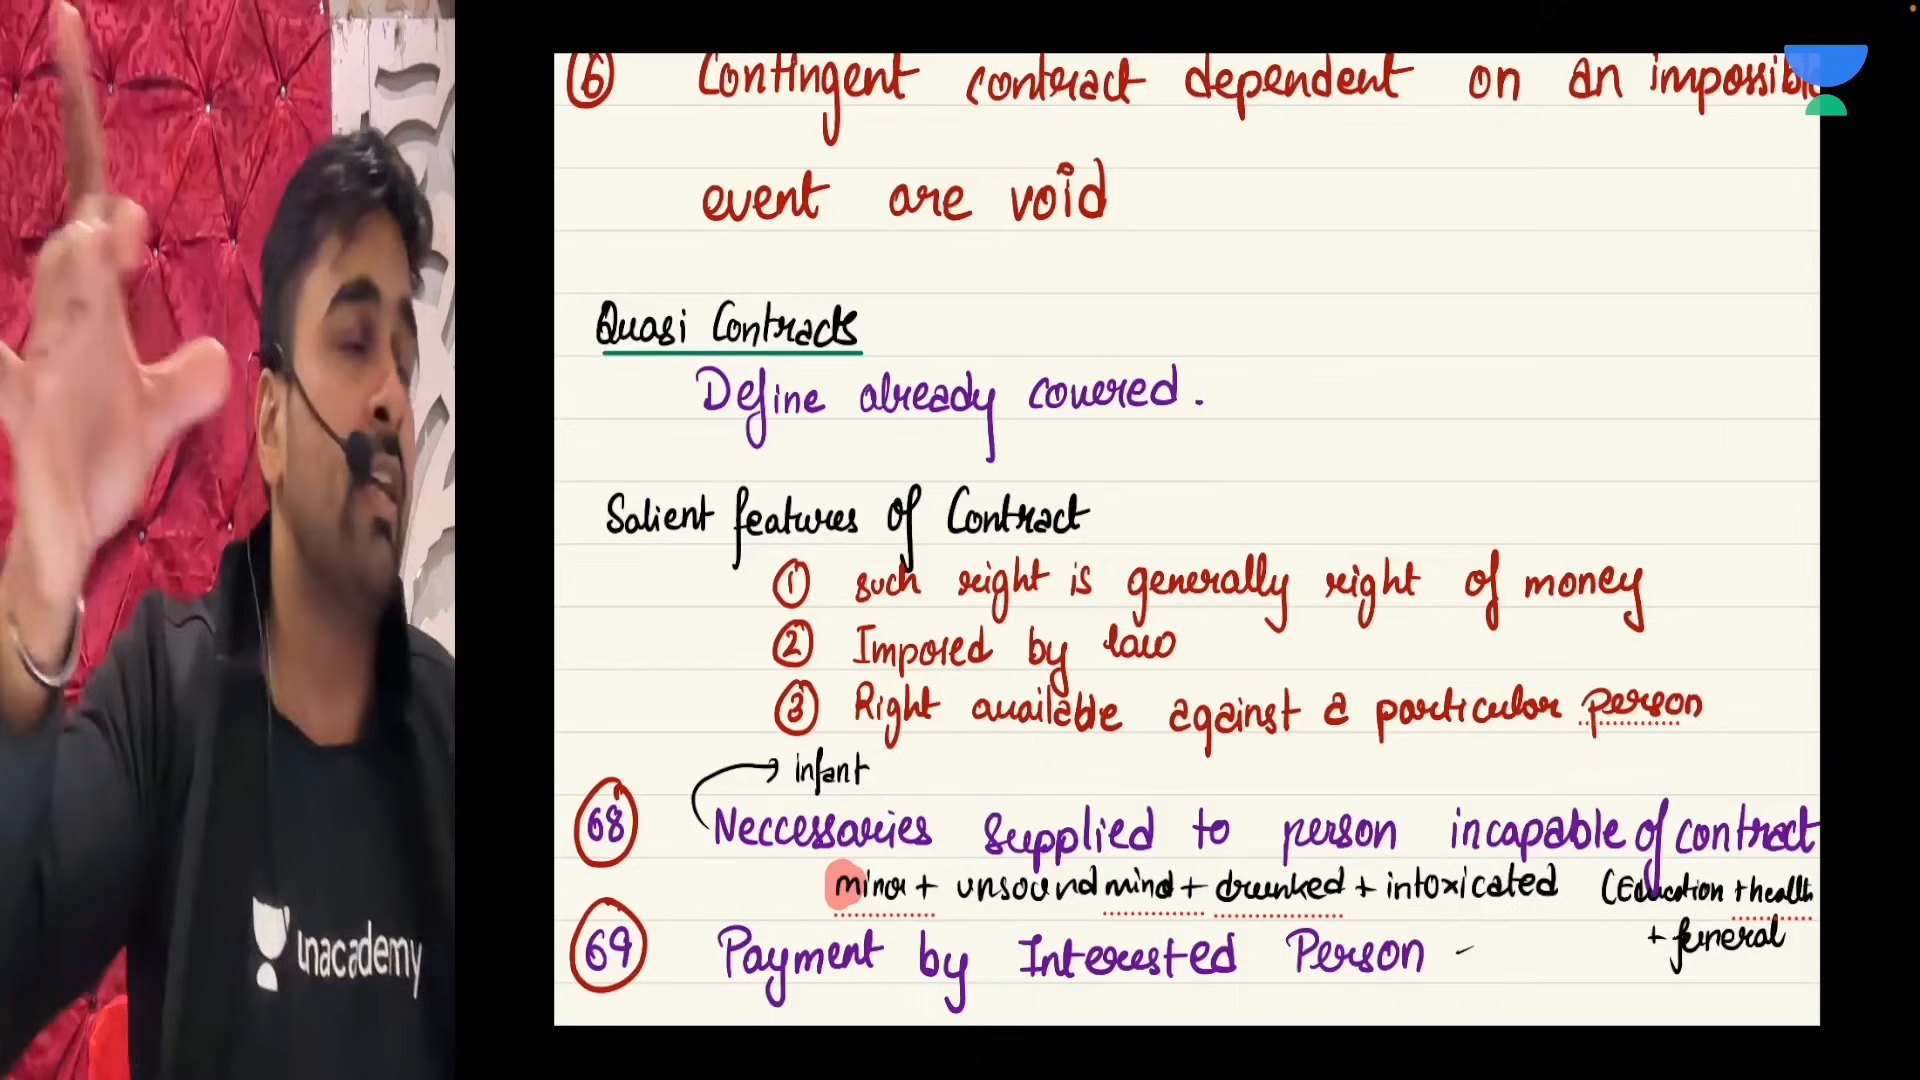 6 Contingent contract dependent on an impossible
event are void
Quasi Contracts
Define already covered.
Salient features of Contract
1 such right is generally right of money
2 Imposed by law
3 Right available against a particular person
infant
68 Neccessaries supplied to person incapable of contract
minor + unsound mind + drunked + intoxicated (Education + health
+ funeral
69 Payment by Interested Person -
unacademy